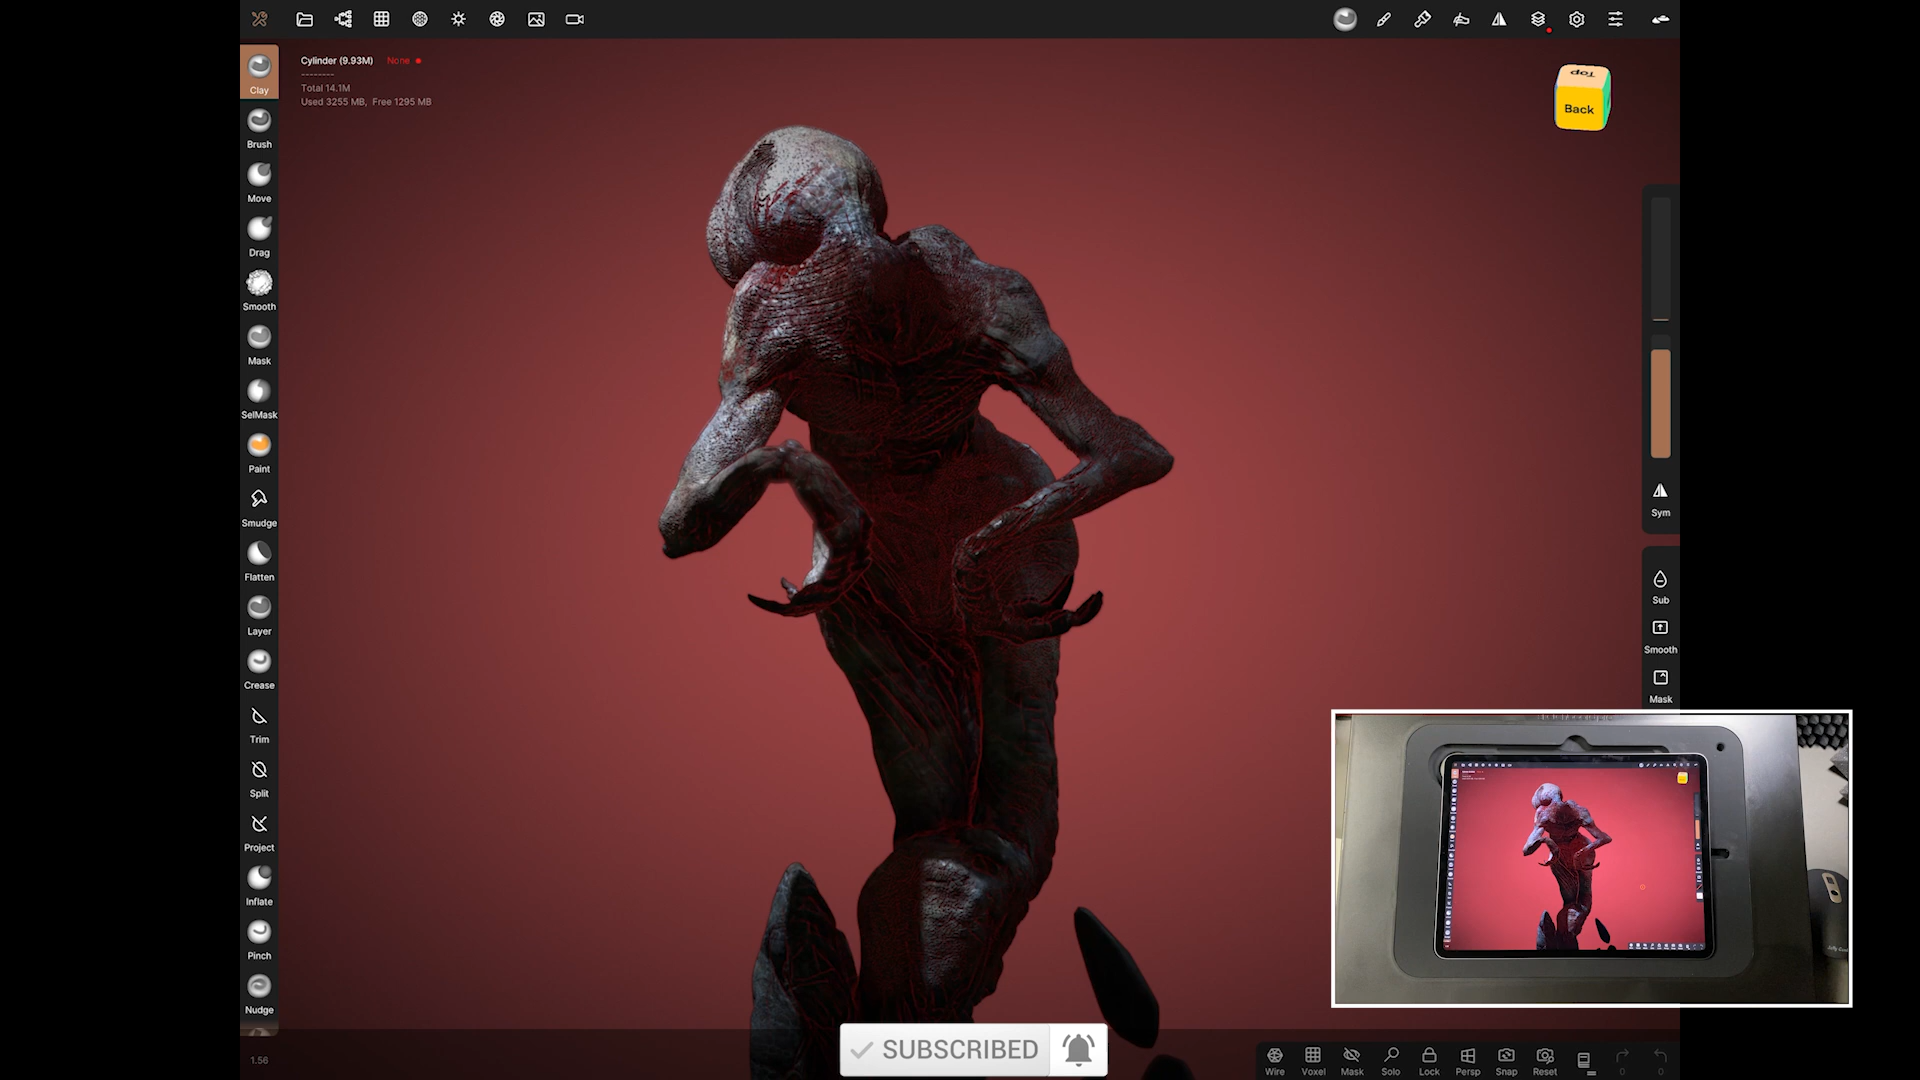 Cylinder (9.93M) None
--------
Total 14.1M
Used 3255 MB, Free 1295 MB
Top
Back
Clay
Brush
Move
Drag
Smooth
Mask
SelMask
Paint
Smudge
Flatten
Layer
Crease
Trim
Split
Project
Inflate
Pinch
Nudge
1.56
Sym
Sub
Smooth
Mask
SUBSCRIBED
Wire
Voxel
Mask
Solo
Lock
Persp
Snap
Reset
0
0